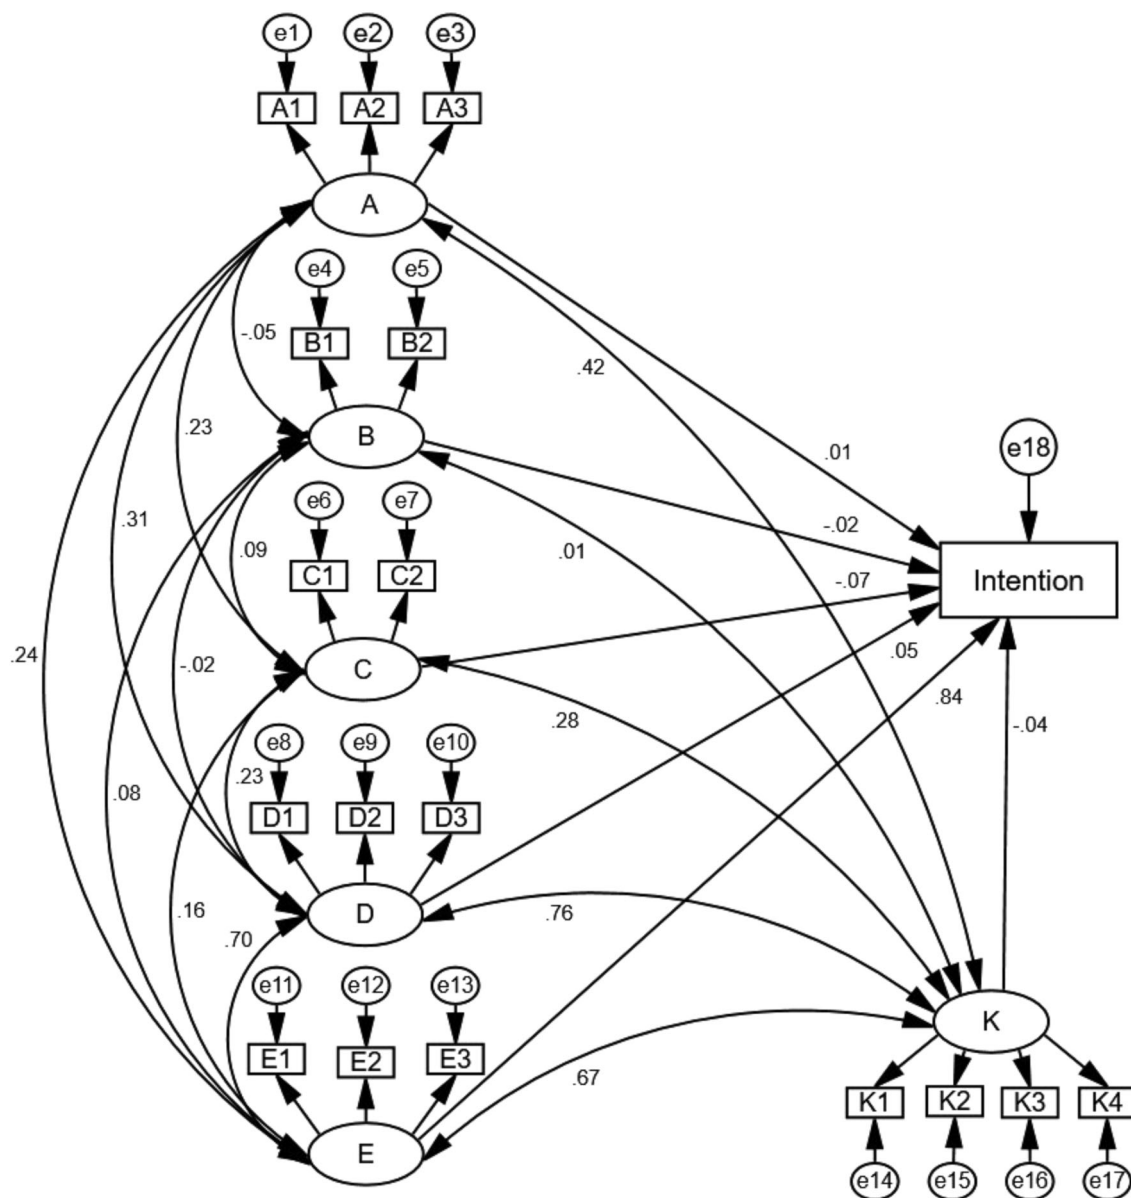 e1 e2 e3
A1 A2 A3
A
e4 e5
-.05 B1 B2
.42
.23 B
.01 e18
e6 e7
.31 -.02
.09 .01
C1 C2 -.07 Intention
.24 -.02 C .05
.84
.28 -.04
e8 e9 e10
.23
.08
D1 D2 D3
.16 D .76
.70
e11 e12 e13
K
E1 E2 E3
.67
K1 K2 K3 K4
E
e14 e15 e16 e17